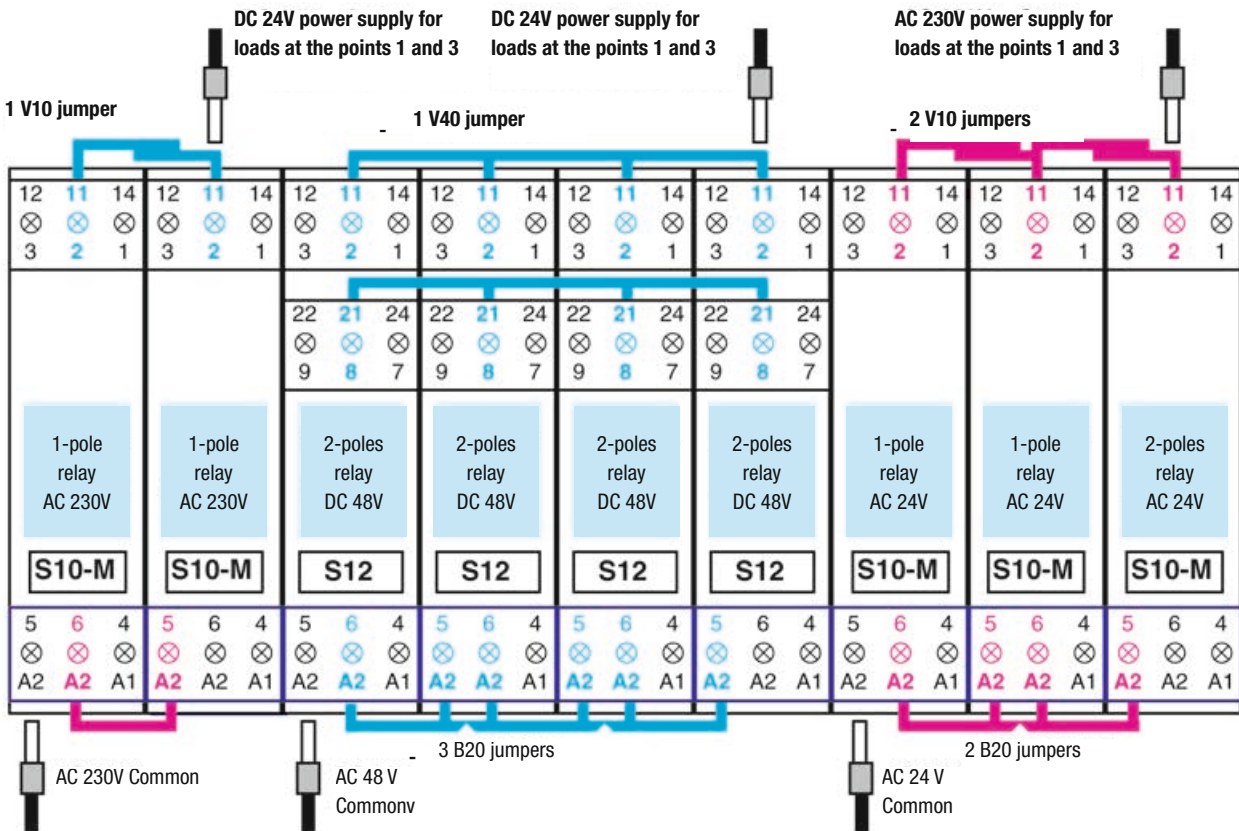 DC 24V power supply for
loads at the points 1 and 3
DC 24V power supply for
loads at the points 1 and 3
AC 230V power supply for
loads at the points 1 and 3
1 V10 jumper
- 1 V40 jumper
- 2 V10 jumpers
12 11 14 12 11 14 12 11 14 12 11 14 12 11 14 12 11 14 12 11 14 12 11 14 12 11 14
3 2 1 3 2 1 3 2 1 3 2 1 3 2 1 3 2 1 3 2 1 3 2 1 3 2 1
22 21 24 22 21 24 22 21 24 22 21 24
9 8 7 9 8 7 9 8 7 9 8 7
1-pole
relay
AC 230V
1-pole
relay
AC 230V
2-poles
relay
DC 48V
2-poles
relay
DC 48V
2-poles
relay
DC 48V
2-poles
relay
DC 48V
1-pole
relay
AC 24V
1-pole
relay
AC 24V
2-poles
relay
AC 24V
S10-M S10-M S12 S12 S12 S12 S10-M S10-M S10-M
5 6 4 5 6 4 5 6 4 5 6 4 5 6 4 5 6 4 5 6 4 5 6 4 5 6 4
A2 A2 A1 A2 A2 A1 A2 A2 A1 A2 A2 A1 A2 A2 A1 A2 A2 A1 A2 A2 A1 A2 A2 A1 A2 A2 A1
3 B20 jumpers
2 B20 jumpers
AC 230V Common
- AC 48 V
Commonv
AC 24 V
Common